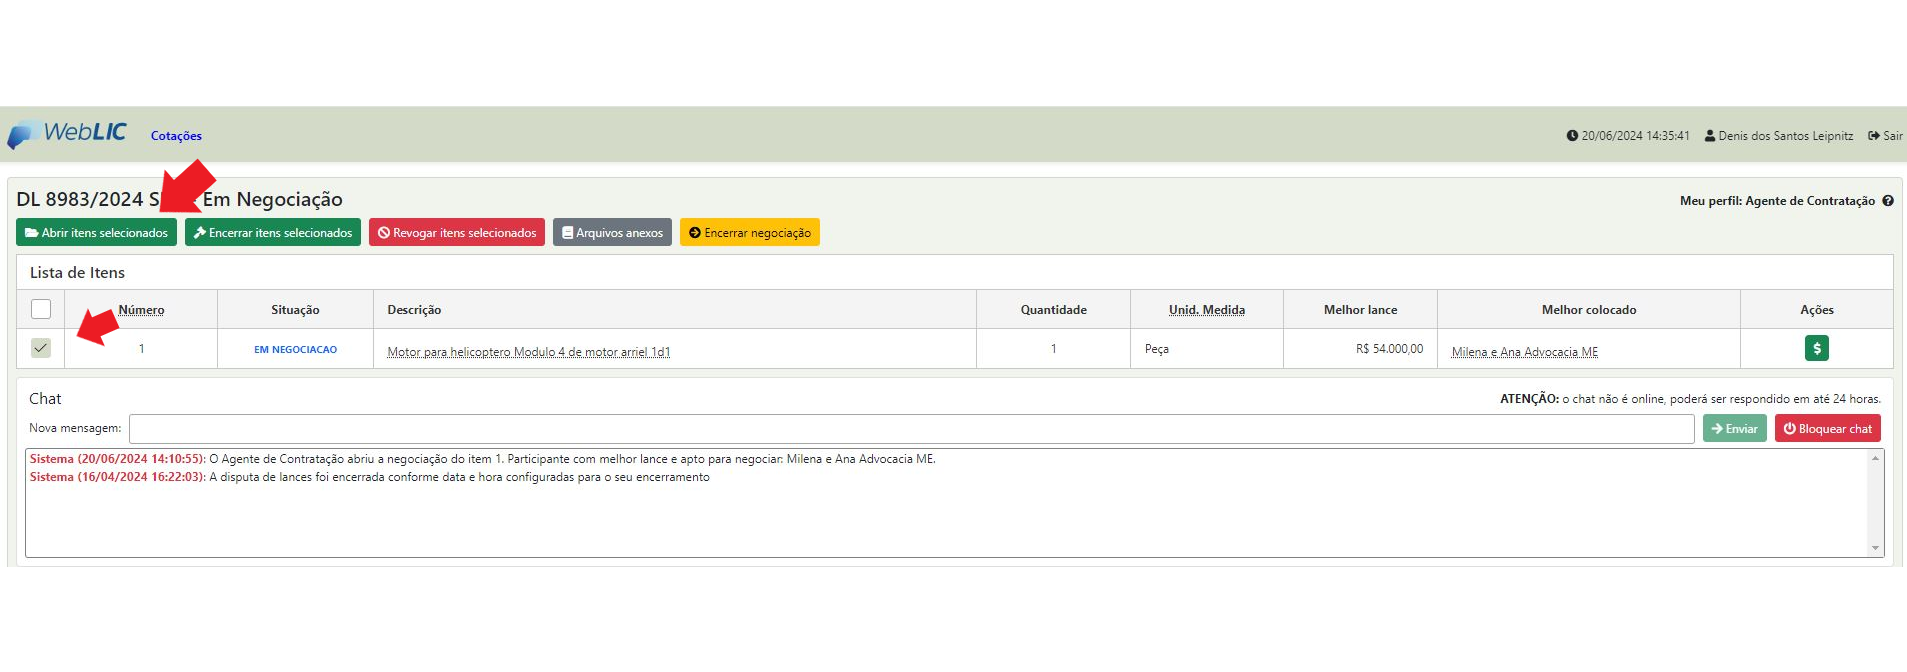 WebLIC Cotações 20/06/2024 14:35:41 Denis dos Santos Leipnitz Sair
DL 8983/2024 Em Negociação Meu perfil: Agente de Contratação
Abrir itens selecionados Encerrar itens selecionados Revogar itens selecionados Arquivos anexos Encerrar negociação
Lista de Itens
Número Situação Descrição Quantidade Unid. Medida Melhor lance Melhor colocado Ações
1 EM NEGOCIACAO Motor para helicoptero Modulo 4 de motor arriel 1d1 1 Peça R$ 54.000,00 Milena e Ana Advocacia ME $
Chat ATENÇÃO: o chat não é online, poderá ser respondido em até 24 horas.
Nova mensagem: Enviar Bloquear chat
Sistema (20/06/2024 14:10:55): O Agente de Contratação abriu a negociação do item 1. Participante com melhor lance e apto para negociar: Milena e Ana Advocacia ME.
Sistema (16/04/2024 16:22:03): A disputa de lances foi encerrada conforme data e hora configuradas para o seu encerramento